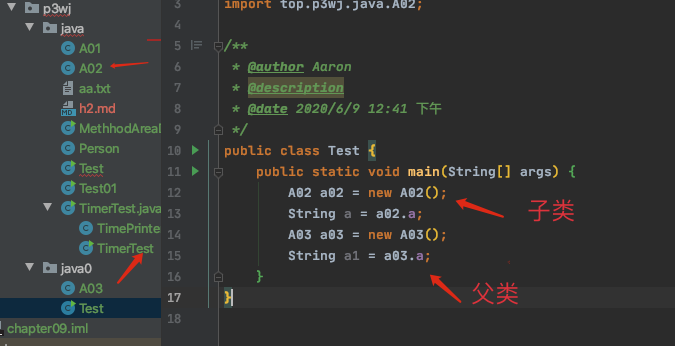 p3wj
java
A01
A02
aa.txt
h2.md
MethhodAreaD
Person
Test
Test01
TimerTest.java
TimePrinte
TimerTest
java0
A03
Test
chapter09.iml
3 import top.p3wj.java.A02;
4
5 /**
6 * @author Aaron
7 * @description
8 * @date 2020/6/9 12:41 下午
9 */
10 public class Test {
11 public static void main(String[] args) {
12 A02 a02 = new A02();
子类
13 String a = a02.a;
14 A03 a03 = new A03();
15 String a1 = a03.a;
父类
16 }
17 }
18